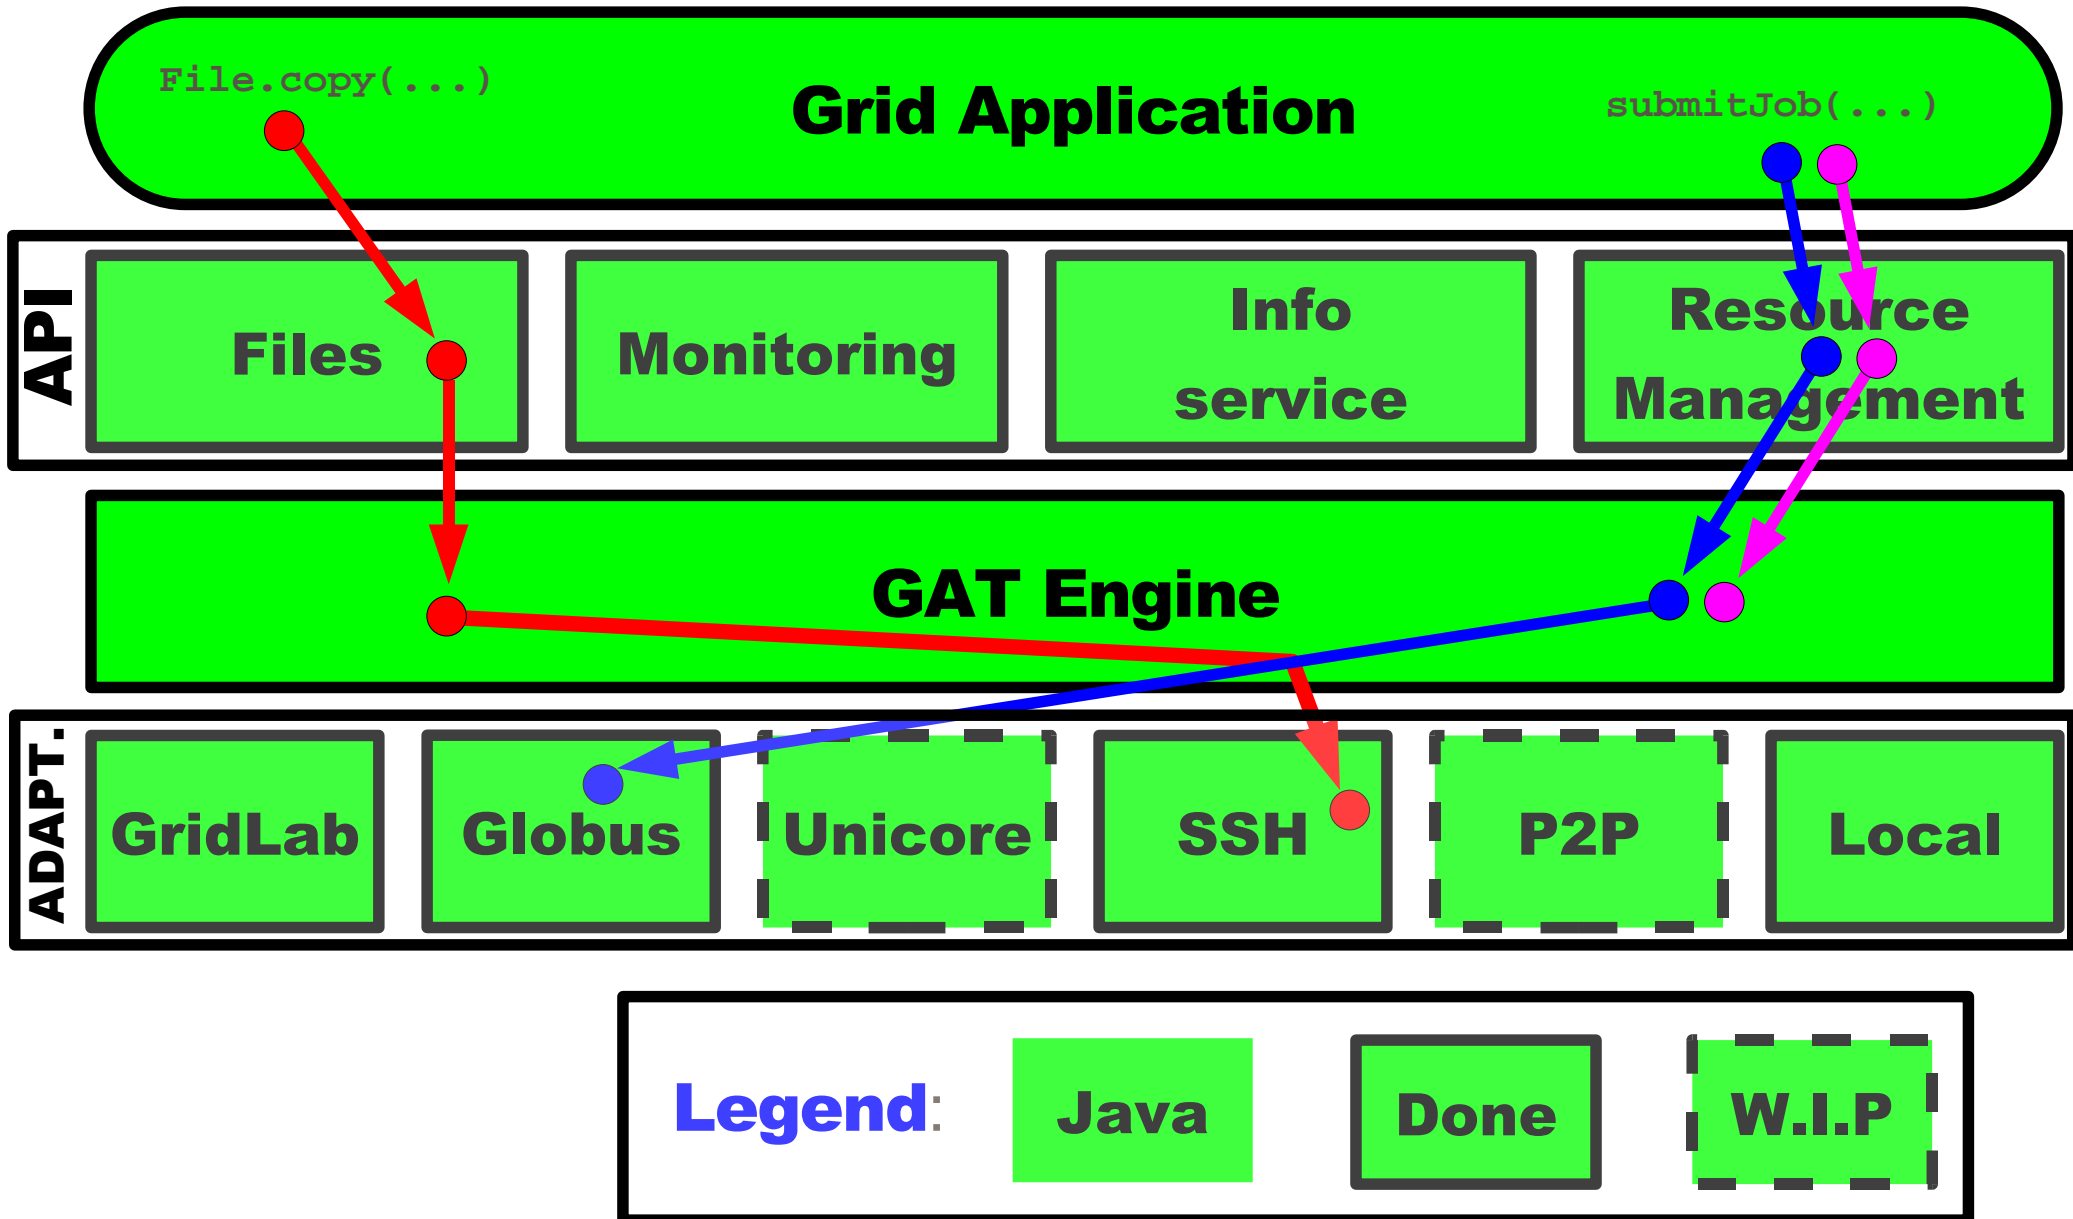 File.copy(...)
Grid Application
submitJob(...)
API
Files
Monitoring
Info
service
Resource
Management
GAT Engine
ADAPT.
GridLab
Globus
Unicore
SSH
P2P
Local
Legend:
Java
Done
W.I.P